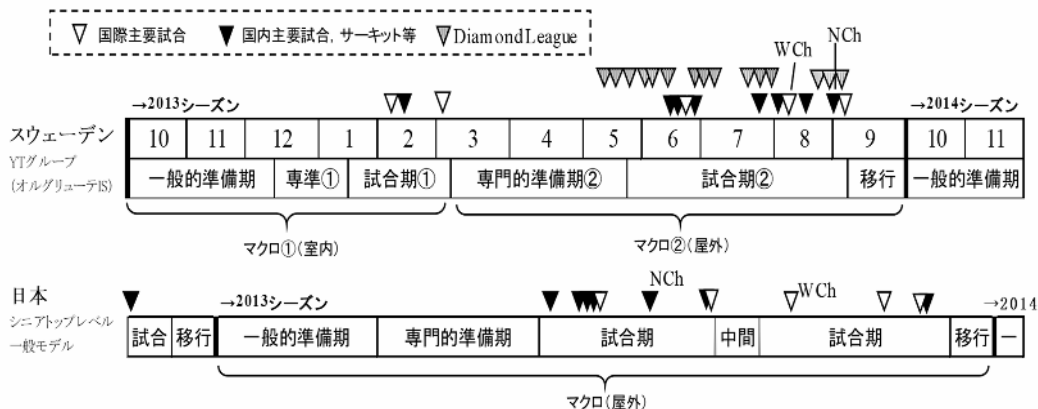 国際主要試合 国内主要試合, サーキット等 DiamondLeague
WCh NCh
→2013シーズン →2014シーズン
スウェーデン 10 11 12 1 2 3 4 5 6 7 8 9 10 11
YTグループ
(オルグリューテIS) 一般的準備期 専準① 試合期① 専門的準備期② 試合期② 移行 一般的準備期
マクロ①(室内) マクロ②(屋外)
NCh WCh
日本 →2013シーズン →2014
シニアトップレベル
一般モデル 試合 移行 一般的準備期 専門的準備期 試合期 中間 試合期 移行 一
マクロ(屋外)